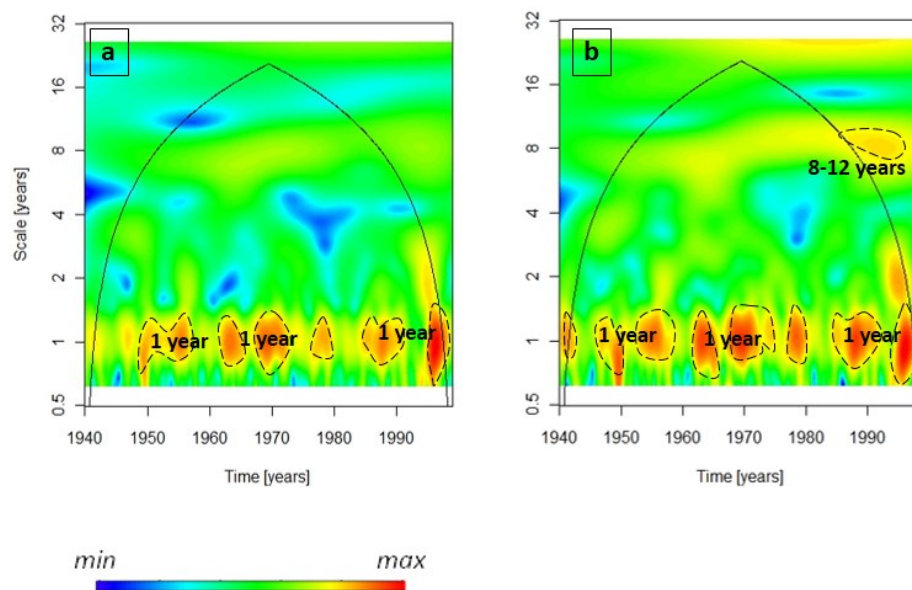 a
Scale [years]
32
16
8
4
2
1
0.5
1 year
1 year
1 year
1940
1950
1960
1970
1980
1990
Time [years]
b
32
16
8
4
2
1
0.5
8-12 years
1 year
1 year
1 year
1940
1950
1960
1970
1980
1990
Time [years]
min
max